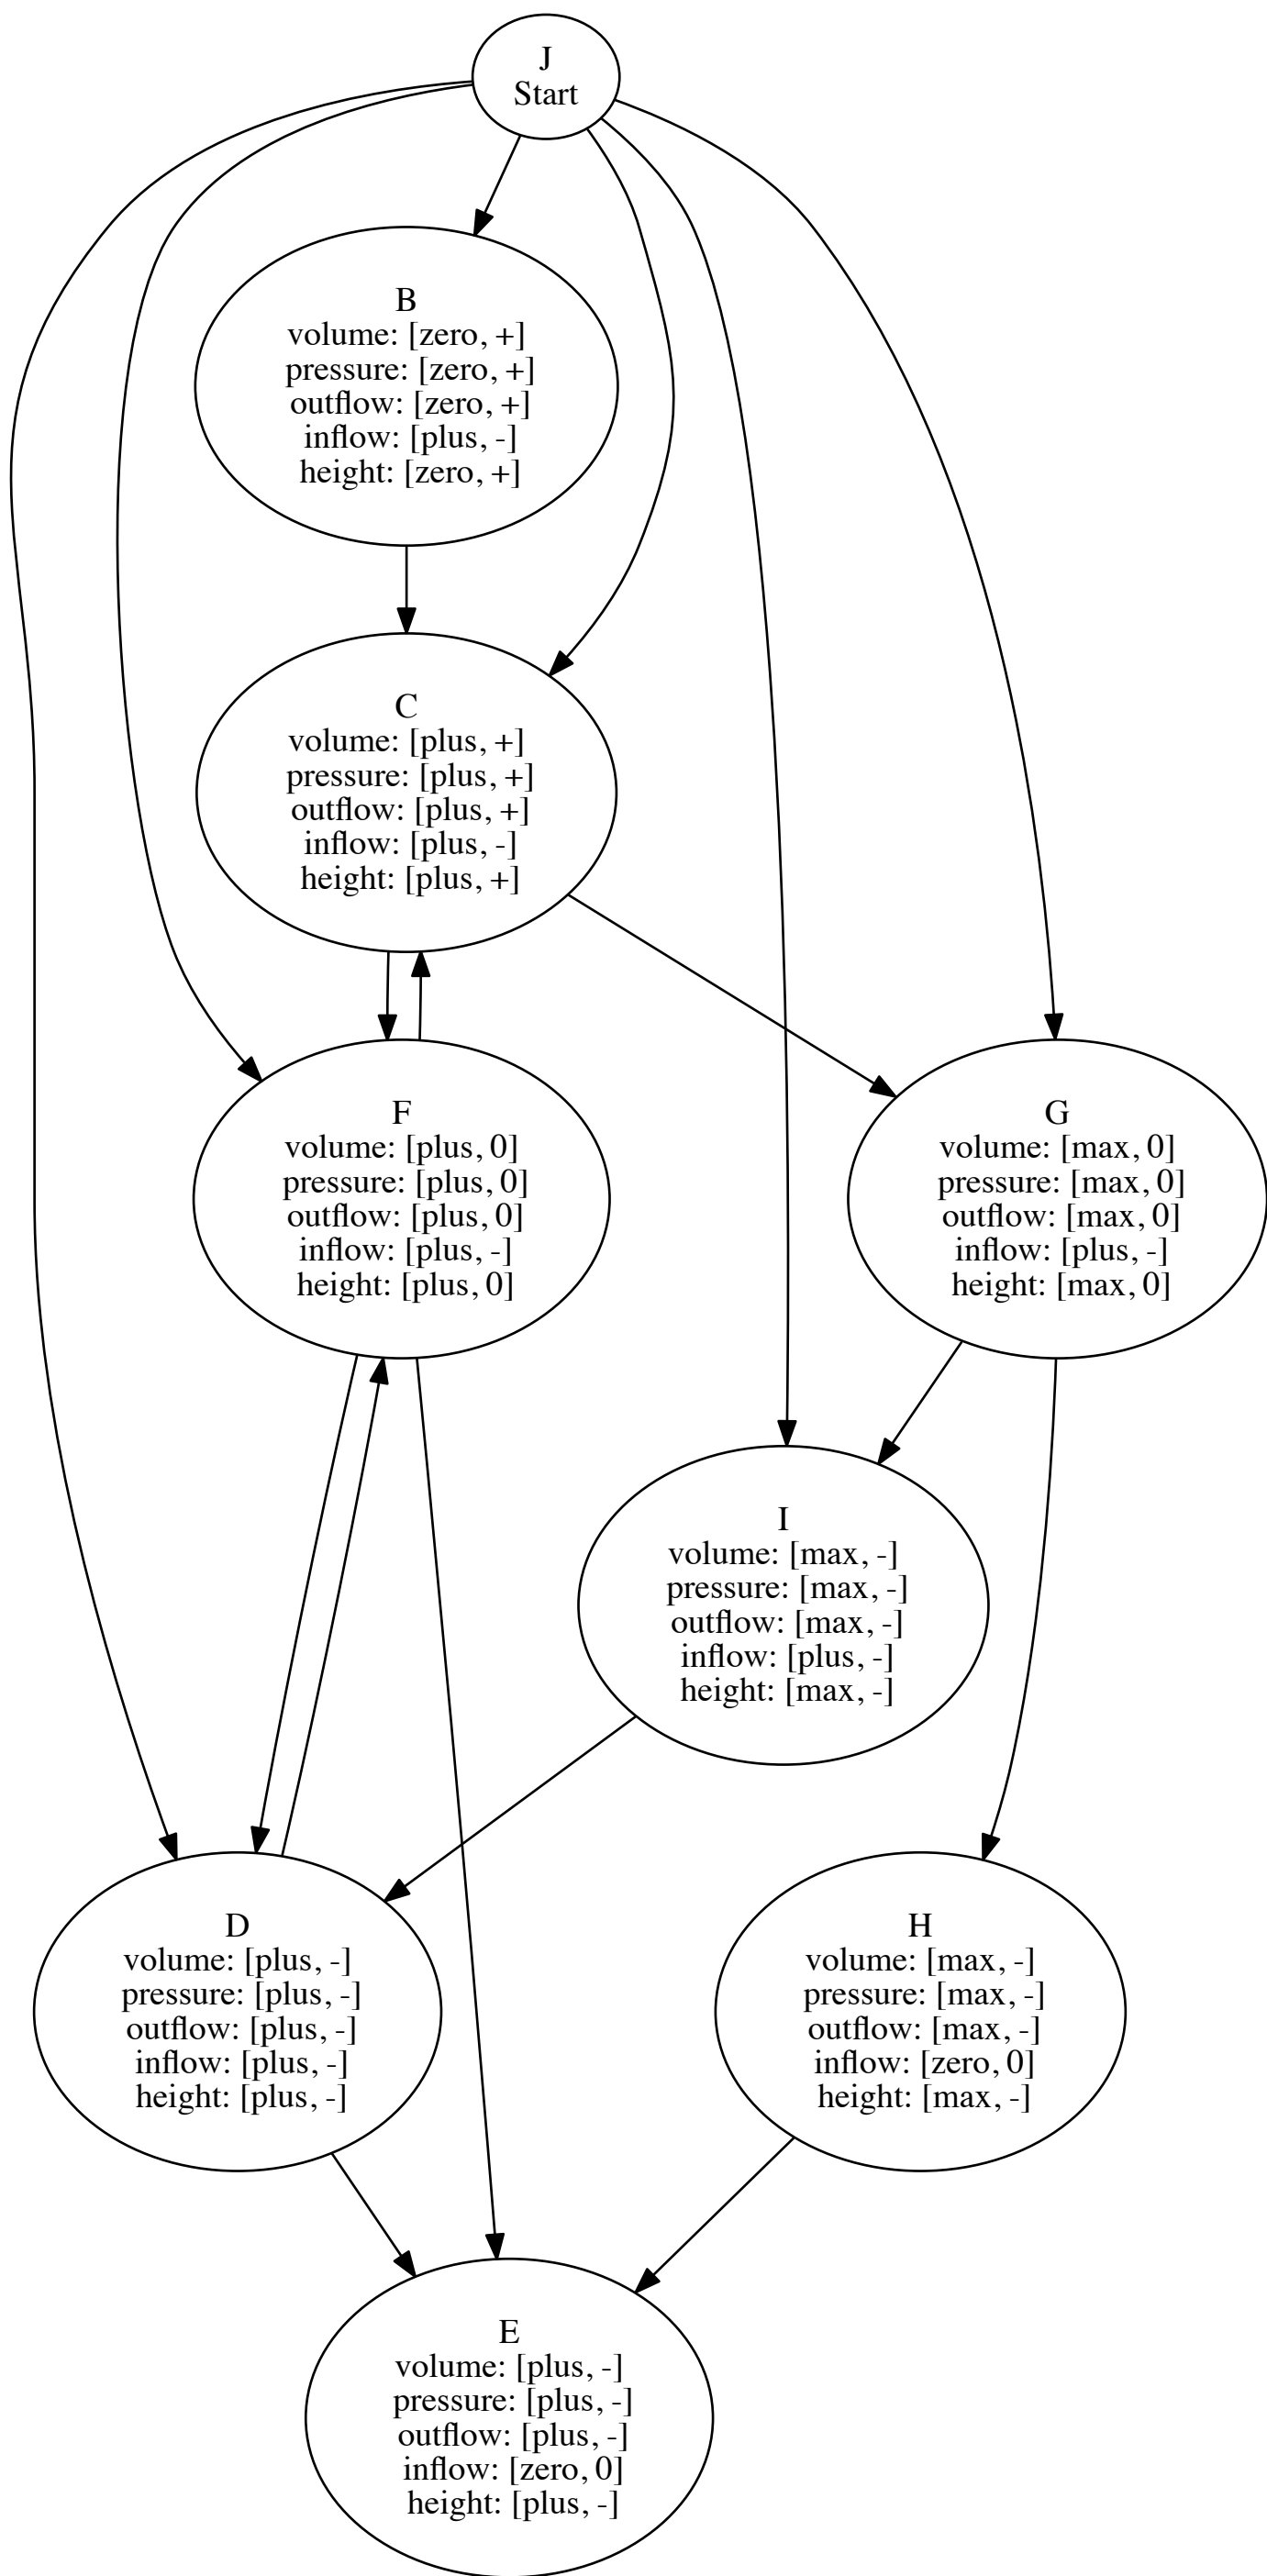 J
Start
B
volume: [zero, +]
pressure: [zero, +]
outflow: [zero, +]
inflow: [plus, -]
height: [zero, +]
C
volume: [plus, +]
pressure: [plus, +]
outflow: [plus, +]
inflow: [plus, -]
height: [plus, +]
F
volume: [plus, 0]
pressure: [plus, 0]
outflow: [plus, 0]
inflow: [plus, -]
height: [plus, 0]
G
volume: [max, 0]
pressure: [max, 0]
outflow: [max, 0]
inflow: [plus, -]
height: [max, 0]
I
volume: [max, -]
pressure: [max, -]
outflow: [max, -]
inflow: [plus, -]
height: [max, -]
D
volume: [plus, -]
pressure: [plus, -]
outflow: [plus, -]
inflow: [plus, -]
height: [plus, -]
H
volume: [max, -]
pressure: [max, -]
outflow: [max, -]
inflow: [zero, 0]
height: [max, -]
E
volume: [plus, -]
pressure: [plus, -]
outflow: [plus, -]
inflow: [zero, 0]
height: [plus, -]